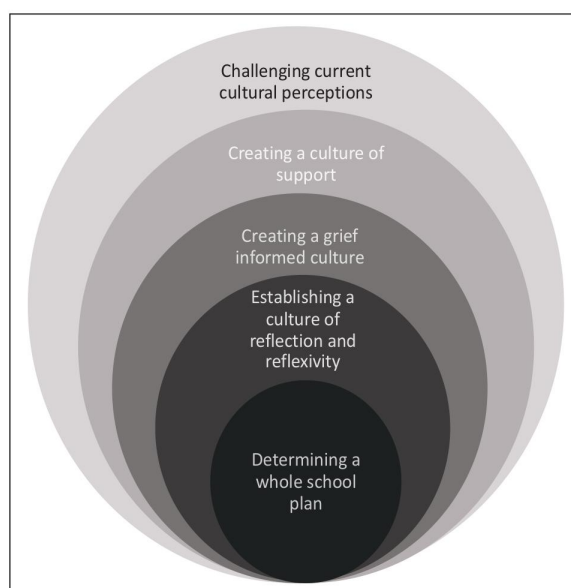 Challenging current
cultural perceptions
Creating a culture of
support
Creating a grief
informed culture
Establishing a
culture of
reflection and
reflexivity
Determining a
whole school
plan